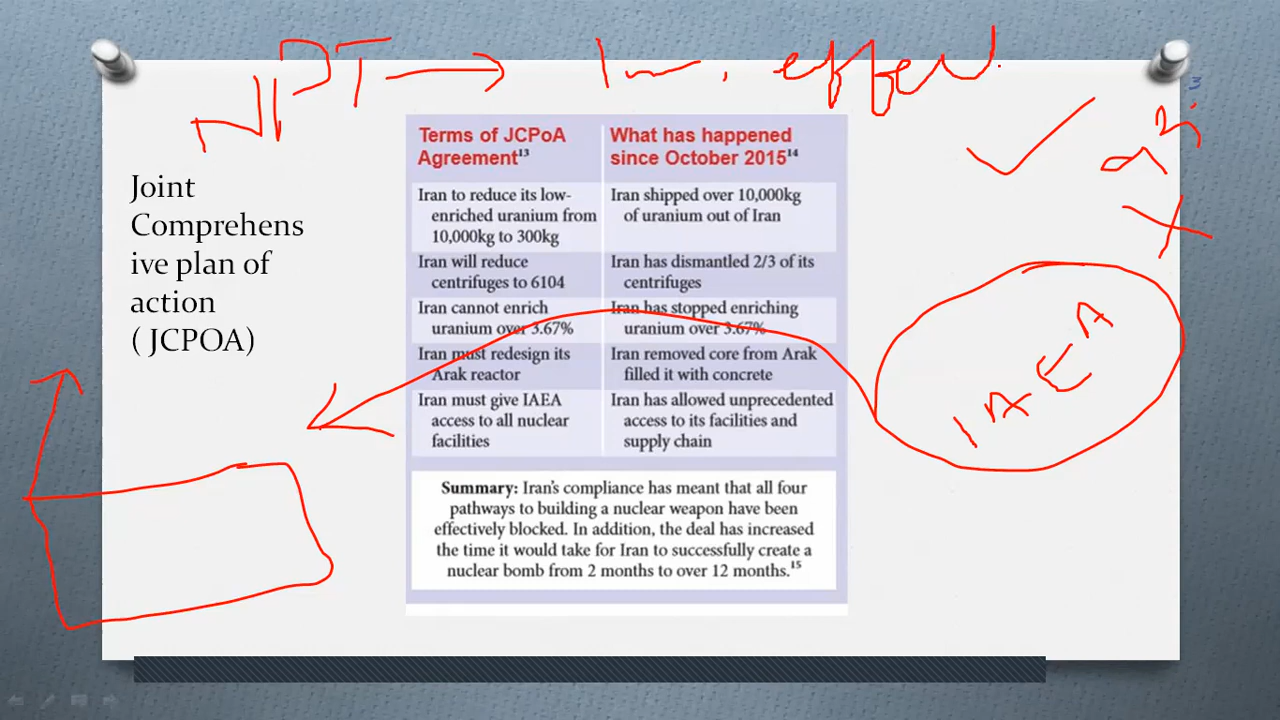 NPT → In. effect.
3
Joint
Comprehens
ive plan of
action
( JCPOA)
Terms of JCPoA
Agreement13
What has happened
since October 2015 14
Iran to reduce its low-
enriched uranium from
10,000kg to 300kg
Iran shipped over 10,000kg
of uranium out of Iran
Iran will reduce
centrifuges to 6104
Iran has dismantled 2/3 of its
centrifuges
Iran cannot enrich
uranium over 3.67%
Iran has stopped enriching
uranium over 3.67%
Iran must redesign its
Arak reactor
Iran removed core from Arak
filled it with concrete
Iran must give IAEA
access to all nuclear
facilities
Iran has allowed unprecedented
access to its facilities and
supply chain
IAEA
Summary: Iran's compliance has meant that all four
pathways to building a nuclear weapon have been
effectively blocked. In addition, the deal has increased
the time it would take for Iran to successfully create a
nuclear bomb from 2 months to over 12 months.15